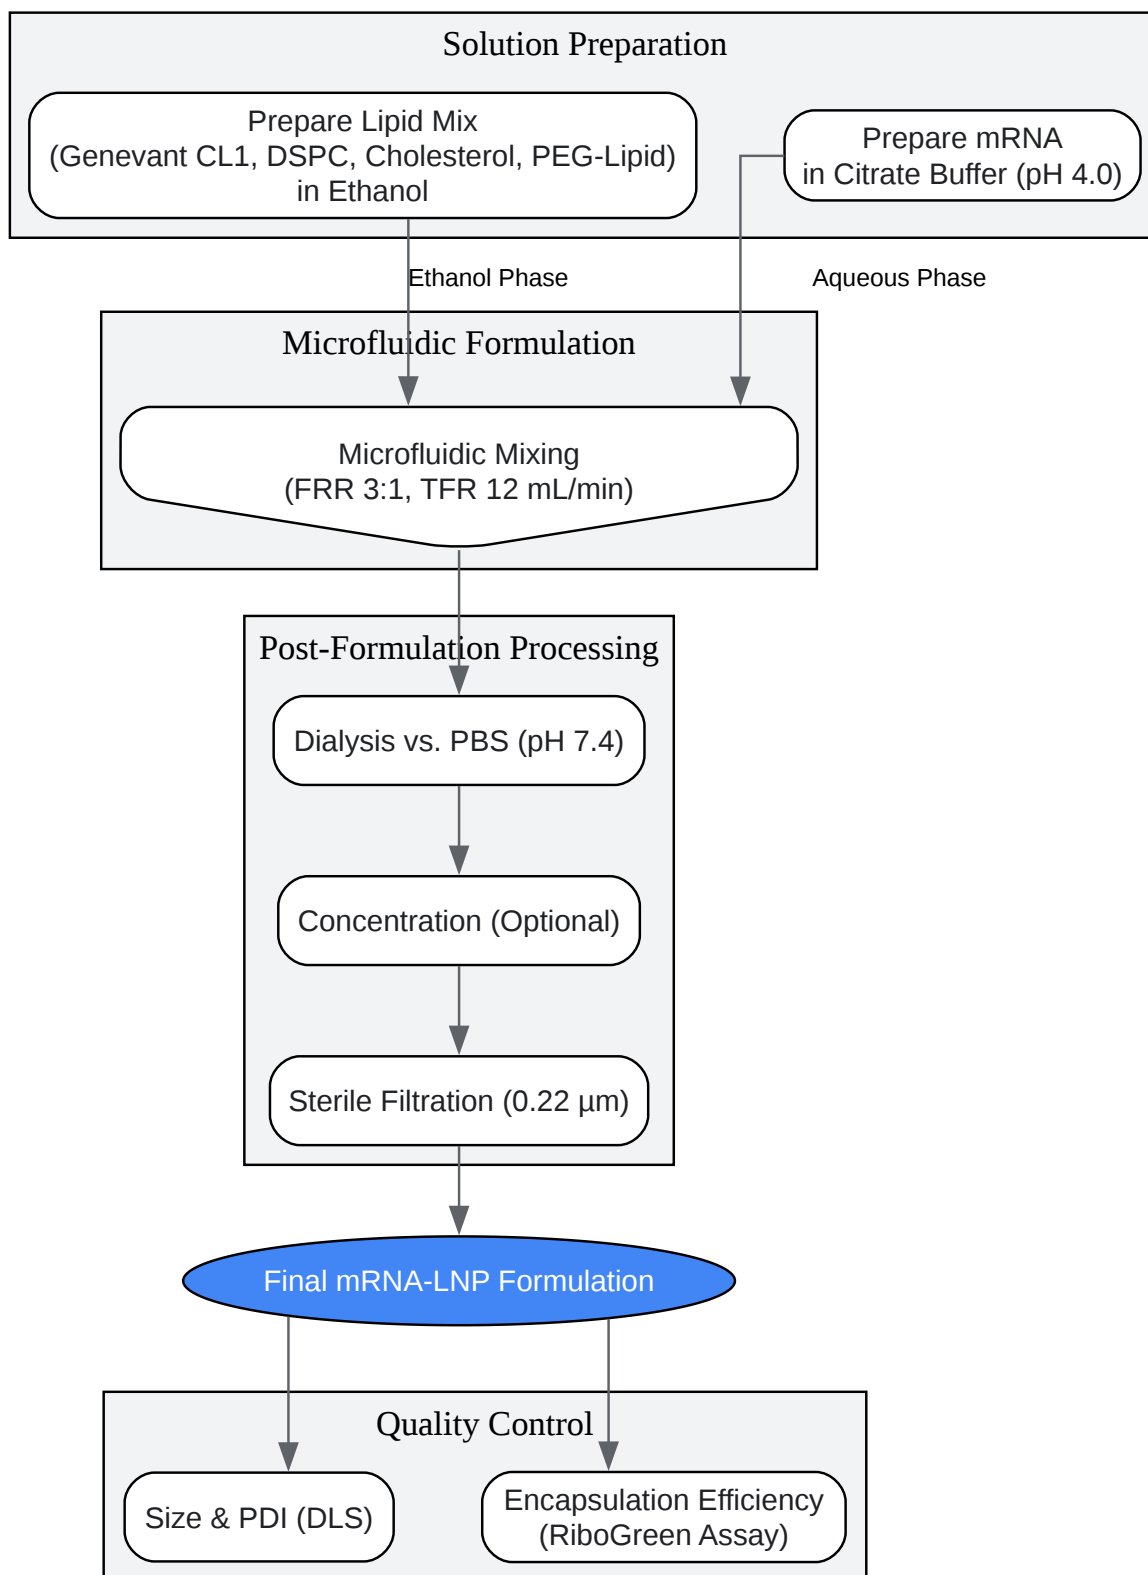 Solution Preparation
Prepare Lipid Mix
(Genevant CL1, DSPC, Cholesterol, PEG-Lipid)
in Ethanol
Prepare mRNA
in Citrate Buffer (pH 4.0)
Ethanol Phase
Aqueous Phase
Microfluidic Formulation
Microfluidic Mixing
(FRR 3:1, TFR 12 mL/min)
Post-Formulation Processing
Dialysis vs. PBS (pH 7.4)
Concentration (Optional)
Sterile Filtration (0.22 µm)
Final mRNA-LNP Formulation
Quality Control
Size & PDI (DLS)
Encapsulation Efficiency
(RiboGreen Assay)